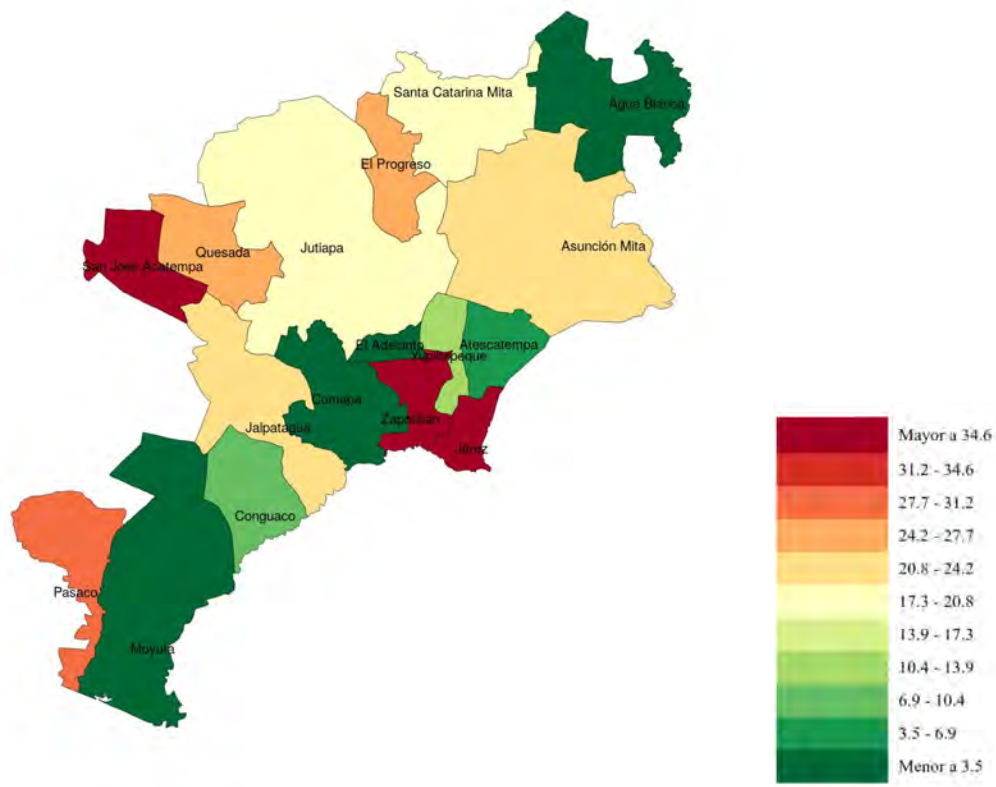 Santa Catarina Mita
Agua Blanca
El Progreso
Asunción Mita
Jutiapa
Quesada
San José Acatempa
El Adelanto
Atescatempa
Yupiltepeque
Comapa
Zapotitlán
Jalpatagua
Jérez
Conguaco
Pasaco
Moyuta
Mayor a 34.6
31.2 - 34.6
27.7 - 31.2
24.2 - 27.7
20.8 - 24.2
17.3 - 20.8
13.9 - 17.3
10.4 - 13.9
6.9 - 10.4
3.5 - 6.9
Menor a 3.5